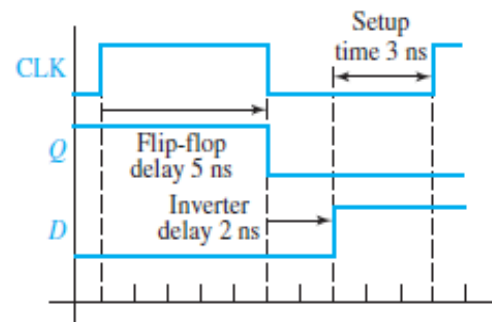 Setup
time 3 ns
CLK
Q
Flip-flop
delay 5 ns
Inverter
delay 2 ns
D